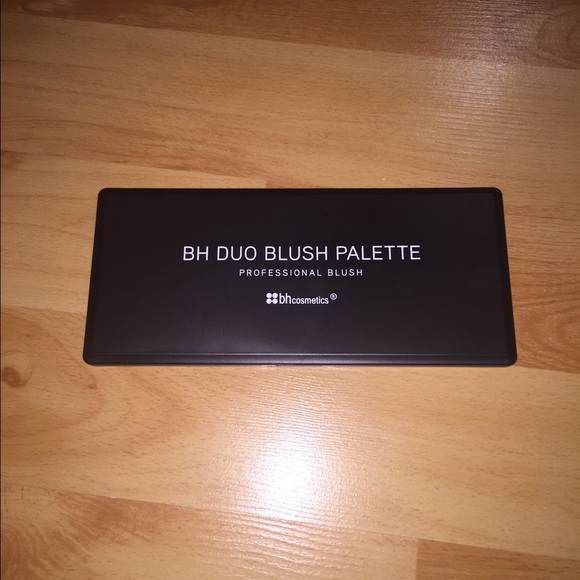 BH DUO BLUSH PALETTE
PROFESSIONAL BLUSH
bhcosmetics®